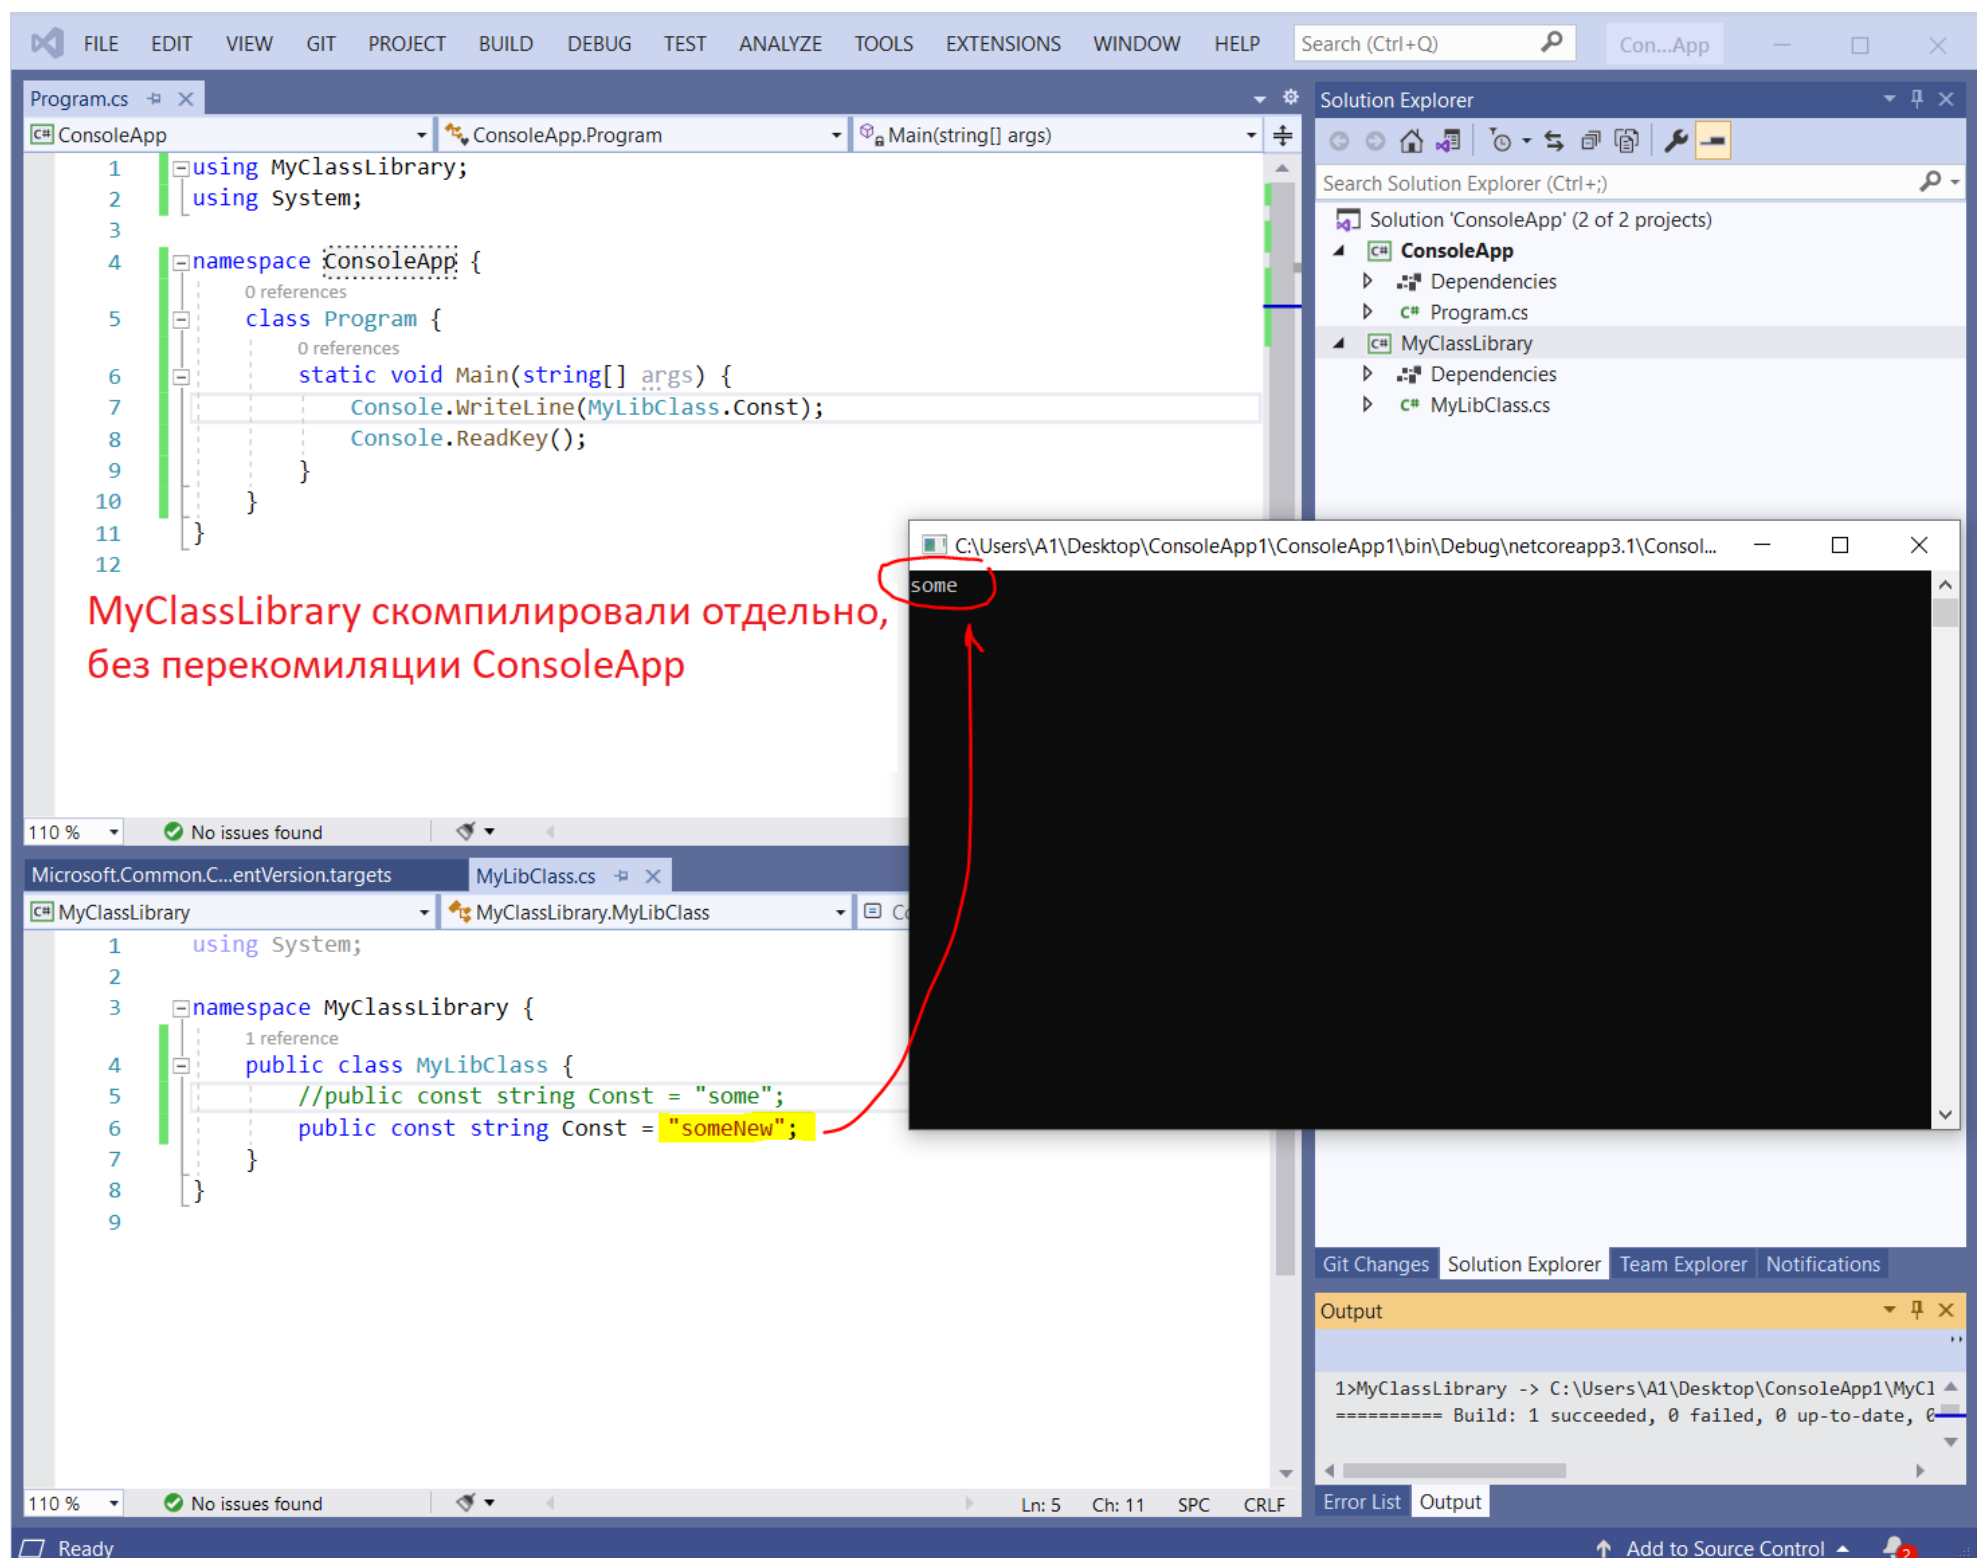 FILE EDIT VIEW GIT PROJECT BUILD DEBUG TEST ANALYZE TOOLS EXTENSIONS WINDOW HELP Search (Ctrl+Q) Con...App
Program.cs
ConsoleApp ConsoleApp.Program Main(string[] args)
1 using MyClassLibrary;
2 using System;
3
4 namespace ConsoleApp {
0 references
5 class Program {
0 references
6 static void Main(string[] args) {
7 Console.WriteLine(MyLibClass.Const);
8 Console.ReadKey();
9 }
10 }
11 }
12
MyClassLibrary скомпилировали отдельно,
без перекомиляции ConsoleApp
110 % No issues found
Microsoft.Common.C...entVersion.targets MyLibClass.cs
MyClassLibrary MyClassLibrary.MyLibClass
1 using System;
2
3 namespace MyClassLibrary {
1 reference
4 public class MyLibClass {
5 //public const string Const = "some";
6 public const string Const = "someNew";
7 }
8 }
9
110 % No issues found Ln: 5 Ch: 11 SPC CRLF
Solution Explorer
Search Solution Explorer (Ctrl+;)
Solution 'ConsoleApp' (2 of 2 projects)
C# ConsoleApp
Dependencies
C# Program.cs
C# MyClassLibrary
Dependencies
C# MyLibClass.cs
C:\Users\A1\Desktop\ConsoleApp1\ConsoleApp1\bin\Debug\netcoreapp3.1\Consol...
some
Git Changes Solution Explorer Team Explorer Notifications
Output
1>MyClassLibrary -> C:\Users\A1\Desktop\ConsoleApp1\MyCl
========== Build: 1 succeeded, 0 failed, 0 up-to-date, 0
Error List Output
Ready Add to Source Control 2